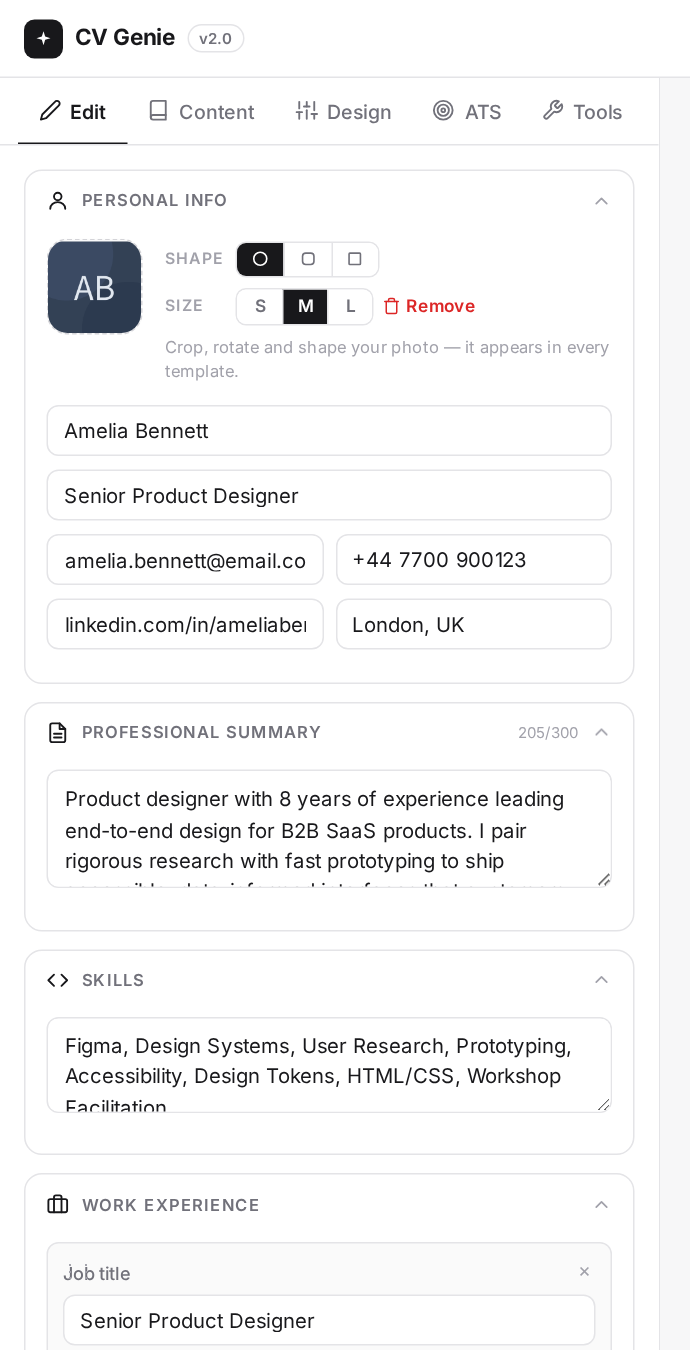 CV Genie v2.0
Edit Content Design ATS Tools
PERSONAL INFO
AB
SHAPE
SIZE S M L Remove
Crop, rotate and shape your photo — it appears in every
template.
Amelia Bennett
Senior Product Designer
amelia.bennett@email.co +44 7700 900123
linkedin.com/in/ameliaber London, UK
PROFESSIONAL SUMMARY 205/300
Product designer with 8 years of experience leading
end-to-end design for B2B SaaS products. I pair
rigorous research with fast prototyping to ship
SKILLS
Figma, Design Systems, User Research, Prototyping,
Accessibility, Design Tokens, HTML/CSS, Workshop
Facilitation
WORK EXPERIENCE
Job title
Senior Product Designer